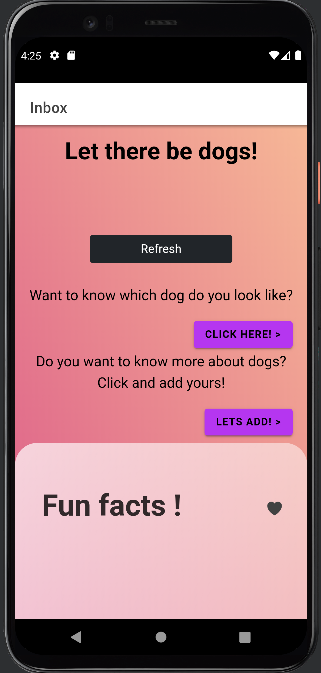 4:25
Inbox
Let there be dogs!
Refresh
Want to know which dog do you look like?
CLICK HERE! >
Do you want to know more about dogs?
Click and add yours!
LETS ADD! >
Fun facts !